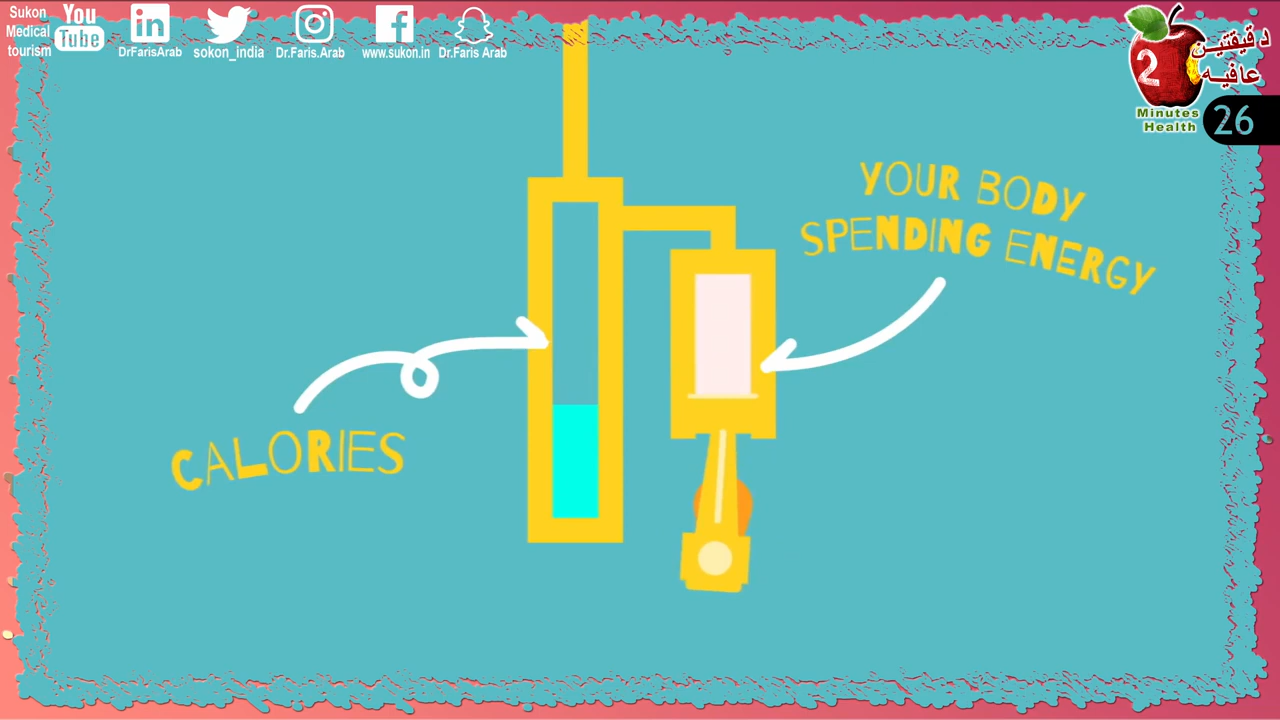 Sukon
Medical
tourism
You
Tube
in
DrFarisArab
sokon_india
Dr.Faris.Arab
f
www.sukon.in
Dr.Faris Arab
دقيقتين
عافيه
2
Minutes
Health
26
YOUR BODY
SPENDING ENERGY
CALORIES